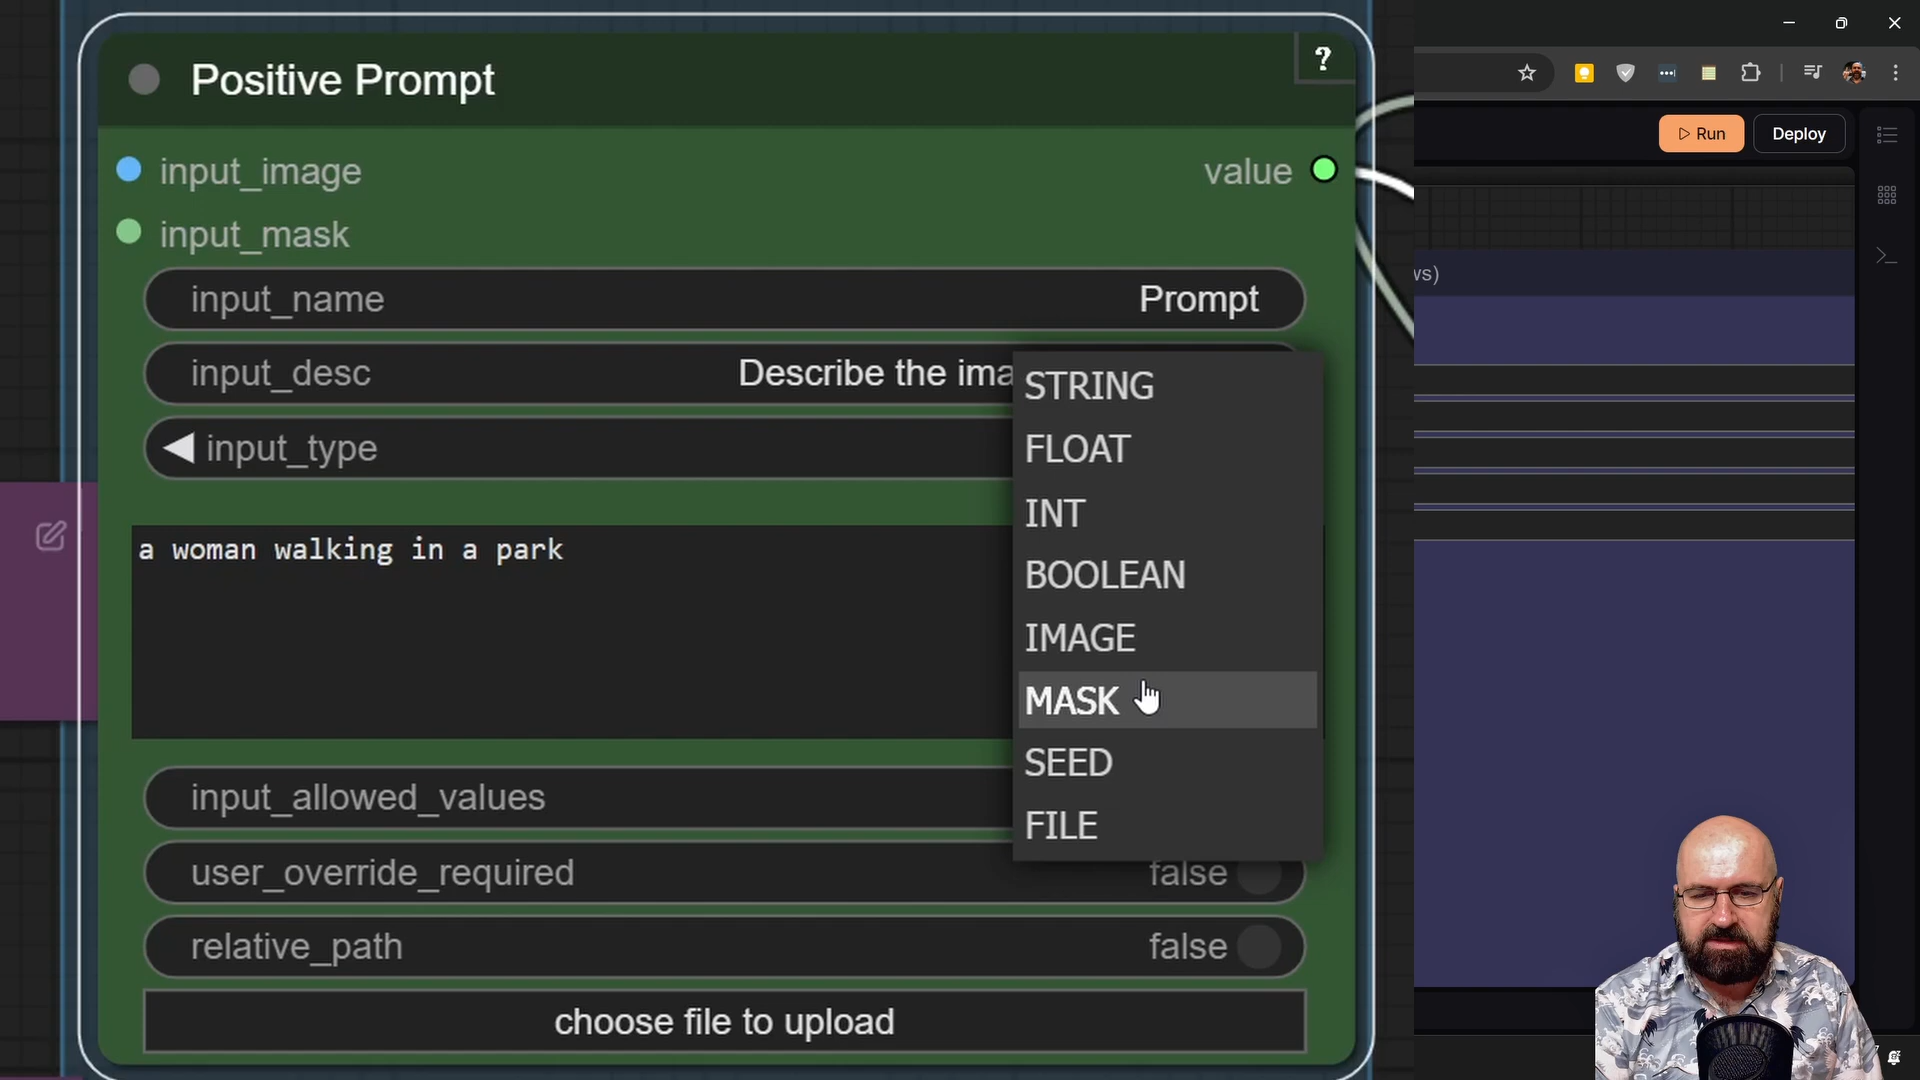 Positive Prompt
?
input_image
value
input_mask
input_name
Prompt
input_desc
Describe the ima
input_type
STRING
FLOAT
INT
BOOLEAN
IMAGE
MASK
SEED
FILE
a woman walking in a park
input_allowed_values
user_override_required
false
relative_path
false
choose file to upload
Run
Deploy
ws)